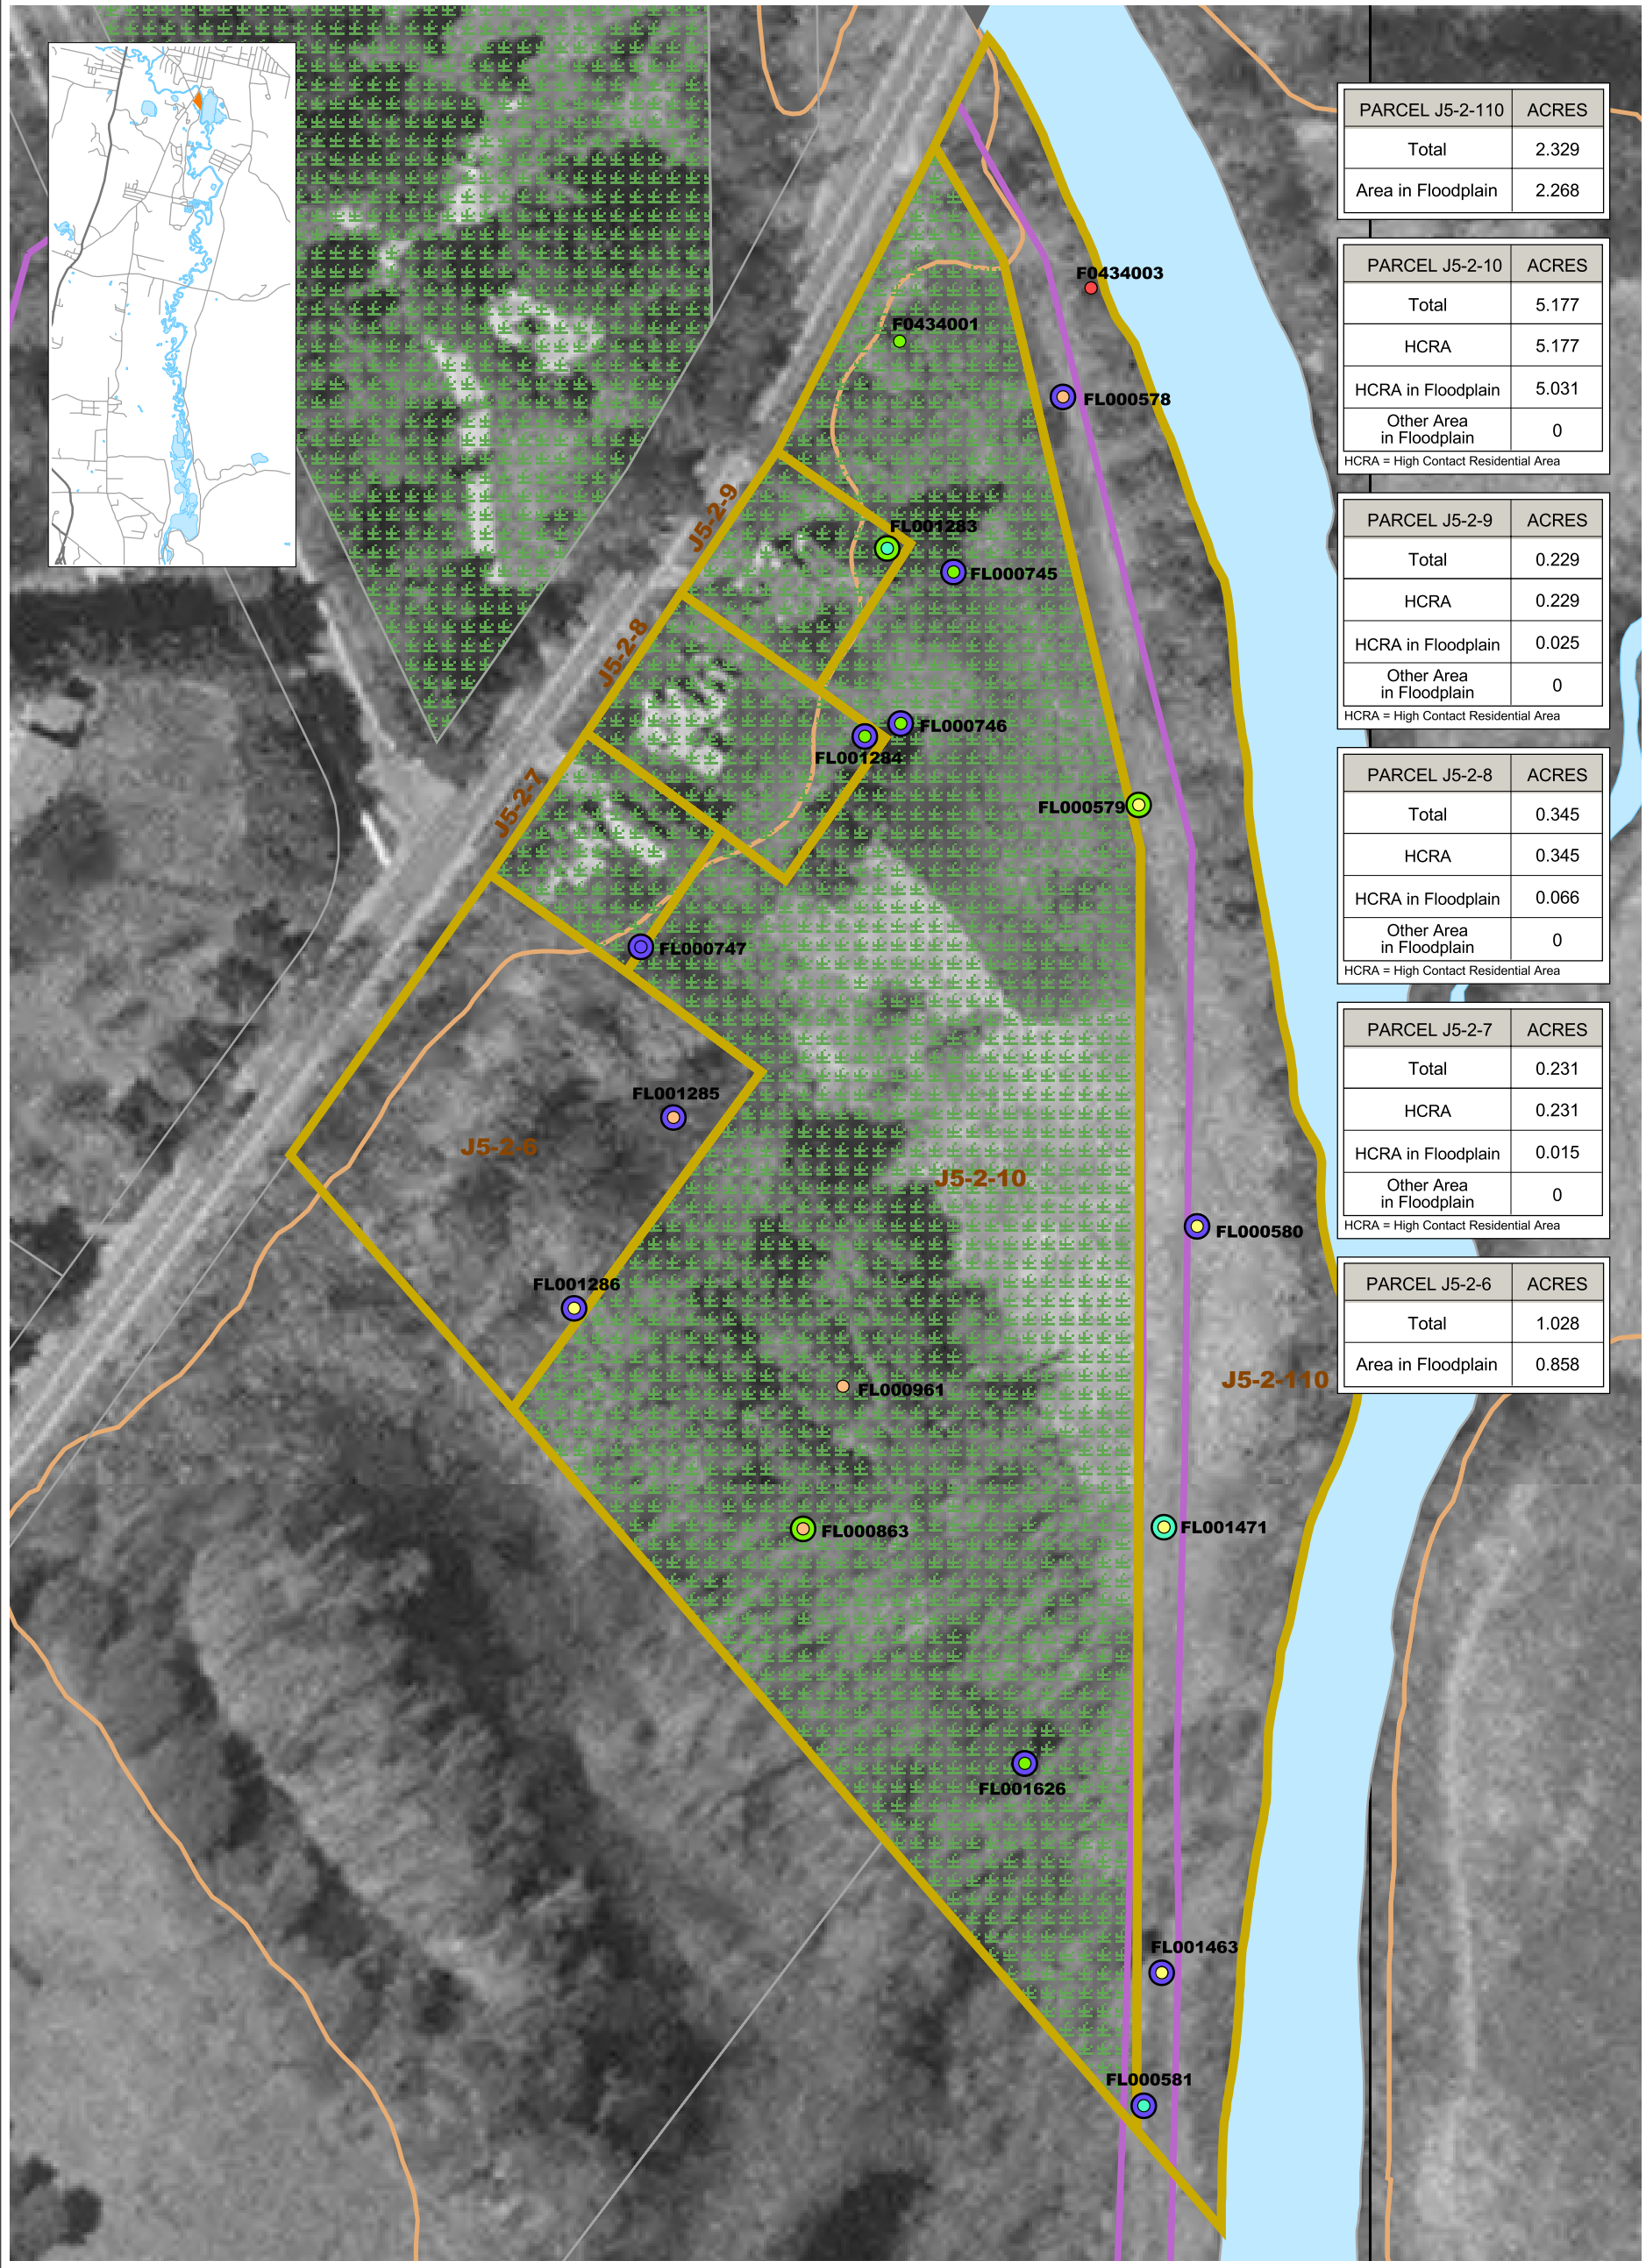 PARCEL J5-2-110 ACRES
Total 2.329
Area in Floodplain 2.268
PARCEL J5-2-10 ACRES
Total 5.177
HCRA 5.177
HCRA in Floodplain 5.031
Other Area
in Floodplain 0
HCRA = High Contact Residential Area
PARCEL J5-2-9 ACRES
Total 0.229
HCRA 0.229
HCRA in Floodplain 0.025
Other Area
in Floodplain 0
HCRA = High Contact Residential Area
PARCEL J5-2-8 ACRES
Total 0.345
HCRA 0.345
HCRA in Floodplain 0.066
Other Area
in Floodplain 0
HCRA = High Contact Residential Area
PARCEL J5-2-7 ACRES
Total 0.231
HCRA 0.231
HCRA in Floodplain 0.015
Other Area
in Floodplain 0
HCRA = High Contact Residential Area
PARCEL J5-2-6 ACRES
Total 1.028
Area in Floodplain 0.858
F0434003
F0434001
FL000578
J5-2-9
FL001283
FL000745
J5-2-8
FL000746
FL001284
J5-2-7
FL000579
FL000747
FL001285
J5-2-6
J5-2-10
FL000580
FL001286
J5-2-110
FL000961
FL000863
FL001471
FL001626
FL001463
FL000581